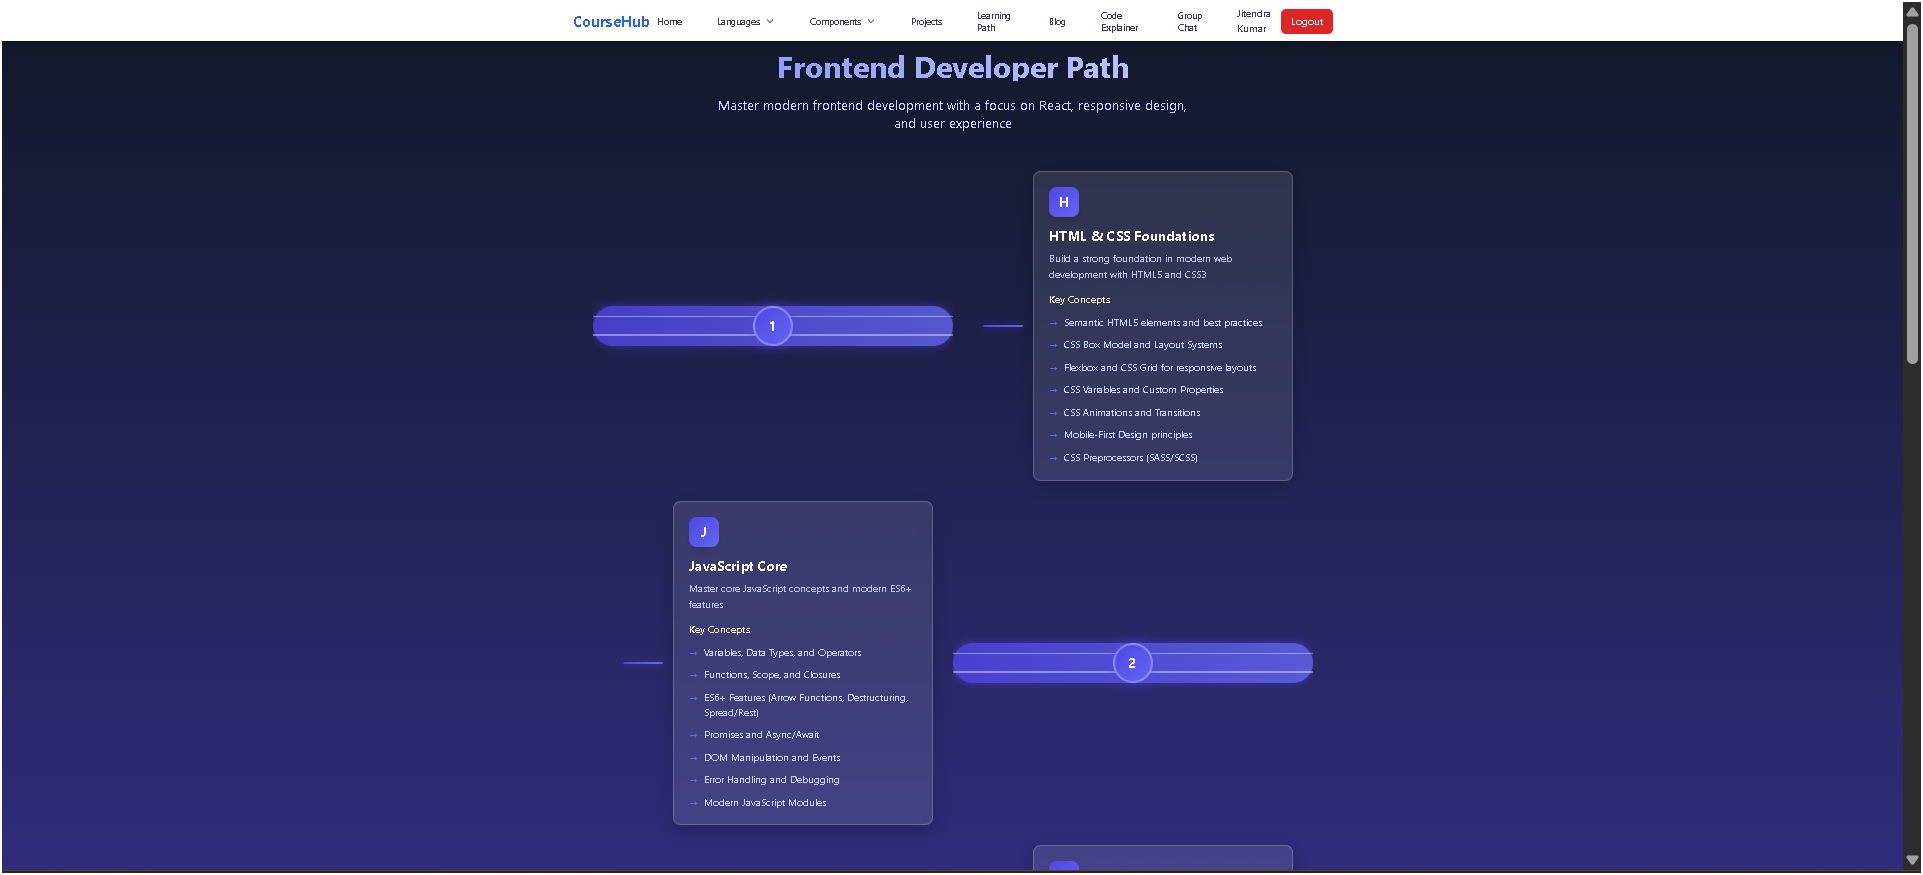 CourseHub Home Languages Components Projects Learning Path Blog Code Explainer Group Chat Jitendra Kumar Logout
Frontend Developer Path
Master modern frontend development with a focus on React, responsive design,
and user experience
H
HTML & CSS Foundations
Build a strong foundation in modern web
development with HTML5 and CSS3
Key Concepts
→ Semantic HTML5 elements and best practices
1
→ CSS Box Model and Layout Systems
→ Flexbox and CSS Grid for responsive layouts
→ CSS Variables and Custom Properties
→ CSS Animations and Transitions
→ Mobile-First Design principles
→ CSS Preprocessors (SASS/SCSS)
J
JavaScript Core
Master core JavaScript concepts and modern ES6+
features
Key Concepts
→ Variables, Data Types, and Operators
2
→ Functions, Scope, and Closures
→ ES6+ Features (Arrow Functions, Destructuring,
Spread/Rest)
→ Promises and Async/Await
→ DOM Manipulation and Events
→ Error Handling and Debugging
→ Modern JavaScript Modules